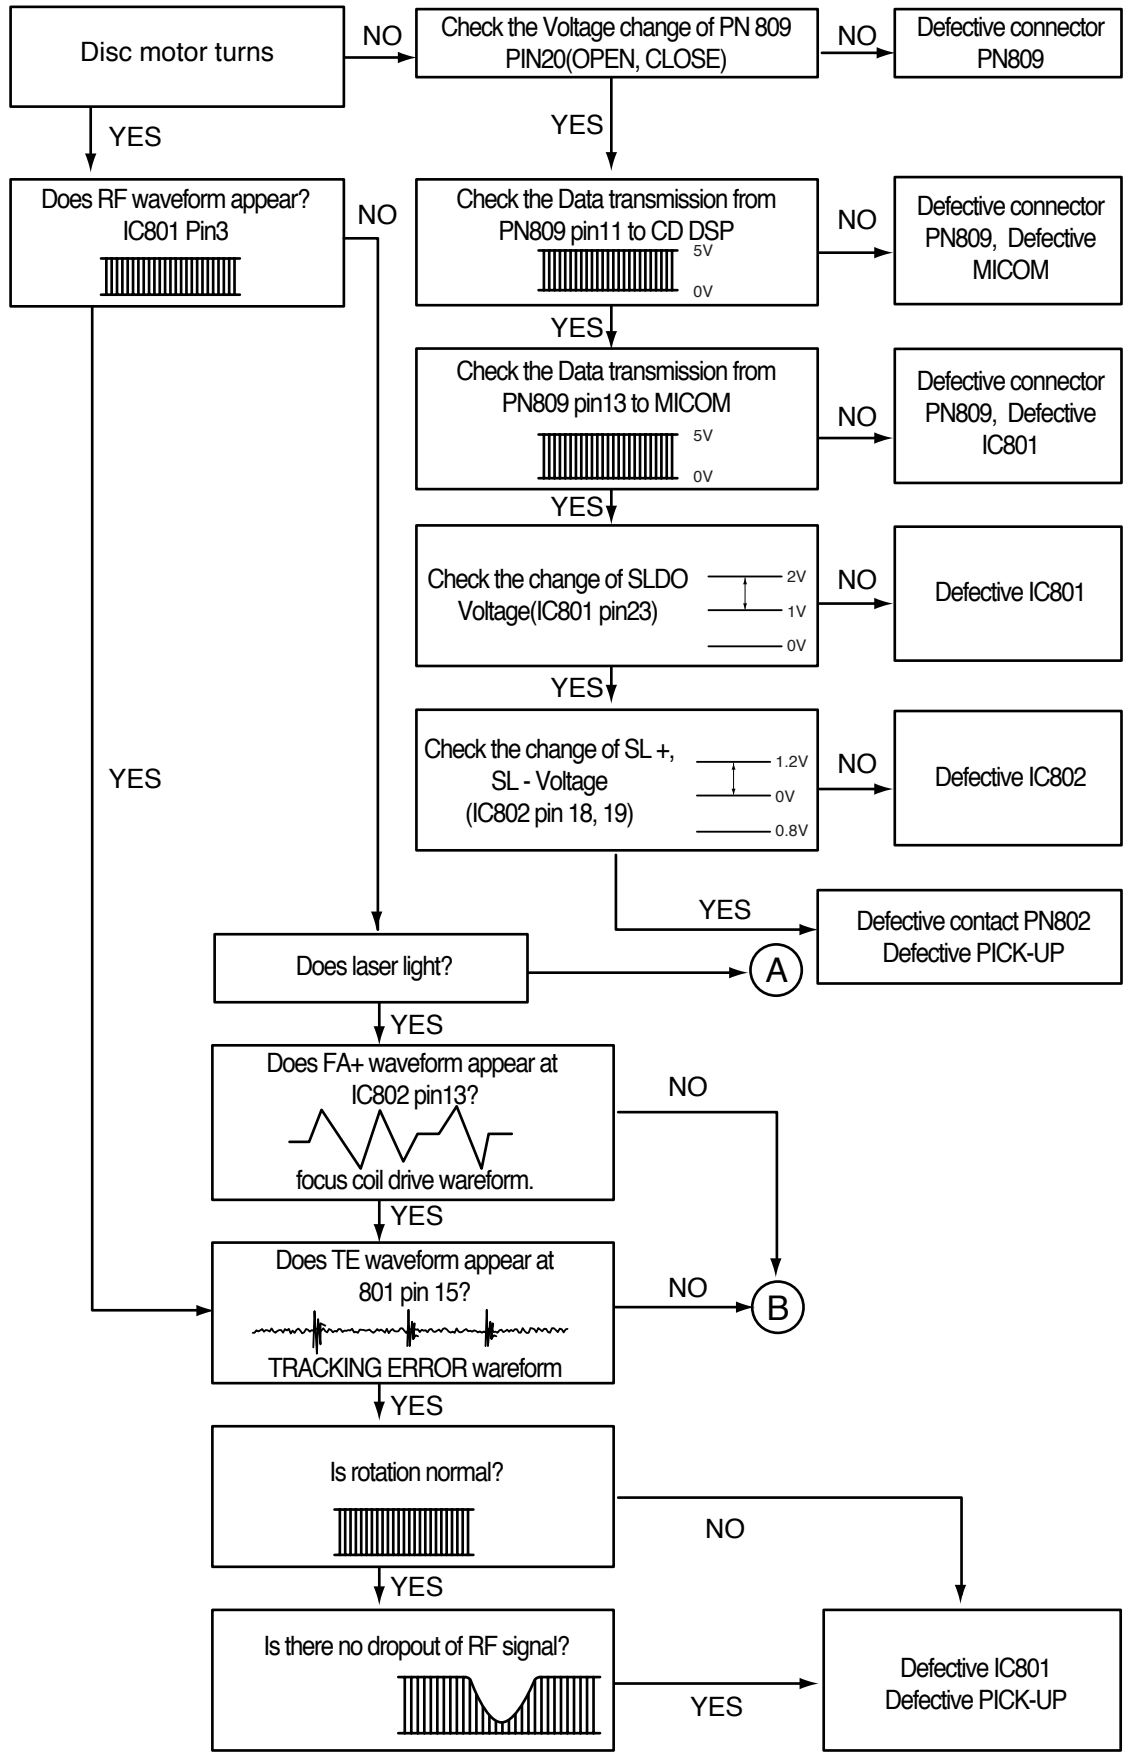 Disc motor turns
NO
Check the Voltage change of PN 809
PIN20(OPEN, CLOSE)
NO
Defective connector
PN809
YES
YES
Does RF waveform appear?
IC801 Pin3
NO
Check the Data transmission from
PN809 pin11 to CD DSP
5V
0V
NO
Defective connector
PN809, Defective
MICOM
YES
Check the Data transmission from
PN809 pin13 to MICOM
5V
0V
NO
Defective connector
PN809, Defective
IC801
YES
Check the change of SLDO
Voltage(IC801 pin23)
2V
1V
0V
NO
Defective IC801
YES
Check the change of SL +,
SL - Voltage
(IC802 pin 18, 19)
1.2V
0V
0.8V
NO
Defective IC802
YES
YES
Defective contact PN802
Defective PICK-UP
Does laser light?
A
YES
Does FA+ waveform appear at
IC802 pin13?
focus coil drive wareform.
NO
YES
Does TE waveform appear at
801 pin 15?
TRACKING ERROR wareform
NO
B
YES
Is rotation normal?
NO
YES
Is there no dropout of RF signal?
YES
Defective IC801
Defective PICK-UP